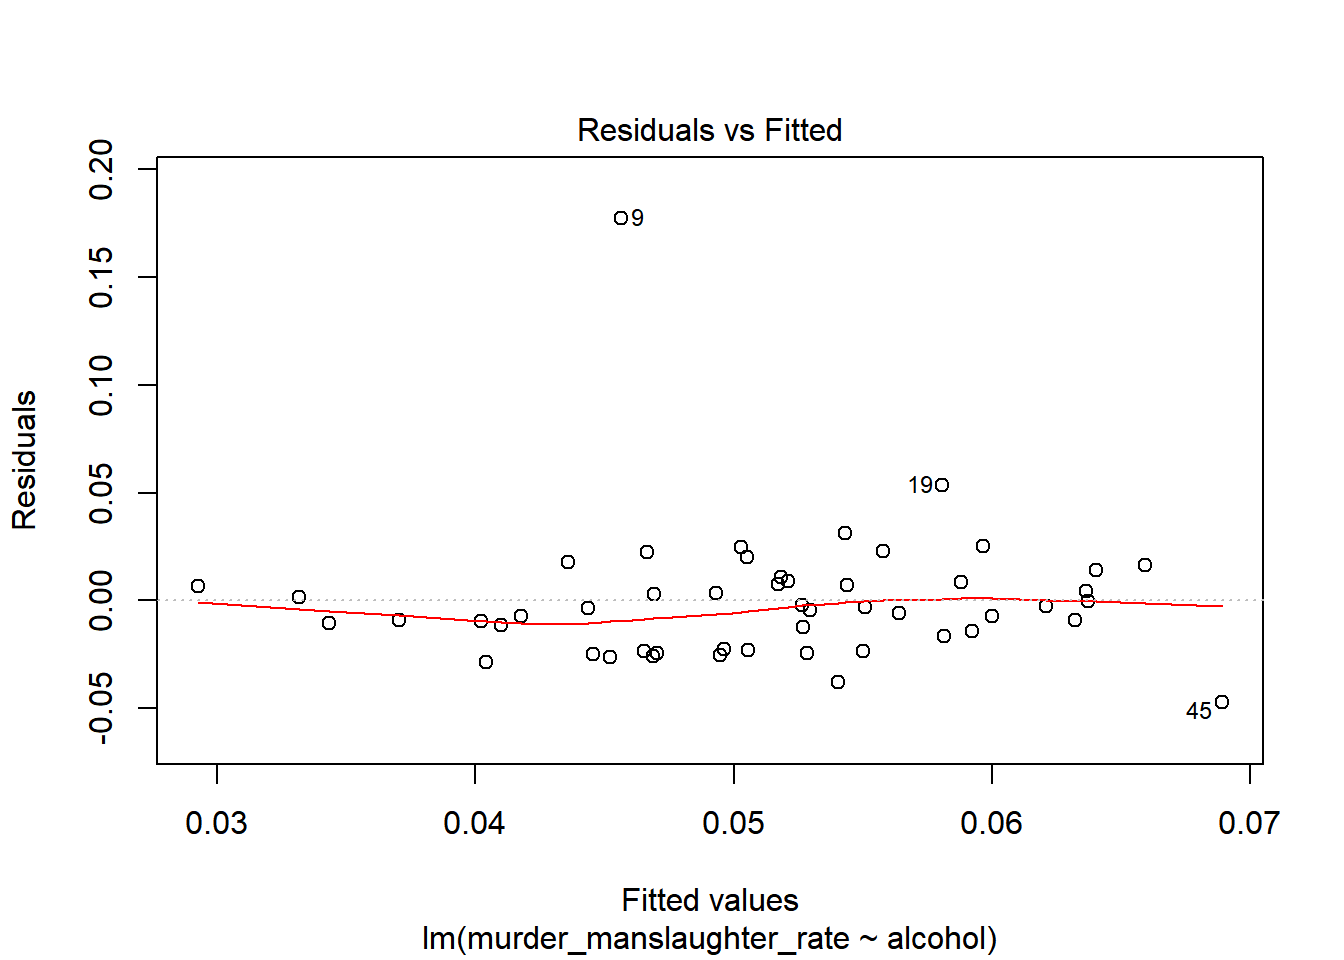 Residuals vs Fitted
0.20
0.15
0.10
0.05
0.00
-0.05
Residuals
9
19
45
0.03 0.04 0.05 0.06 0.07
Fitted values
lm(murder_manslaughter_rate ~ alcohol)